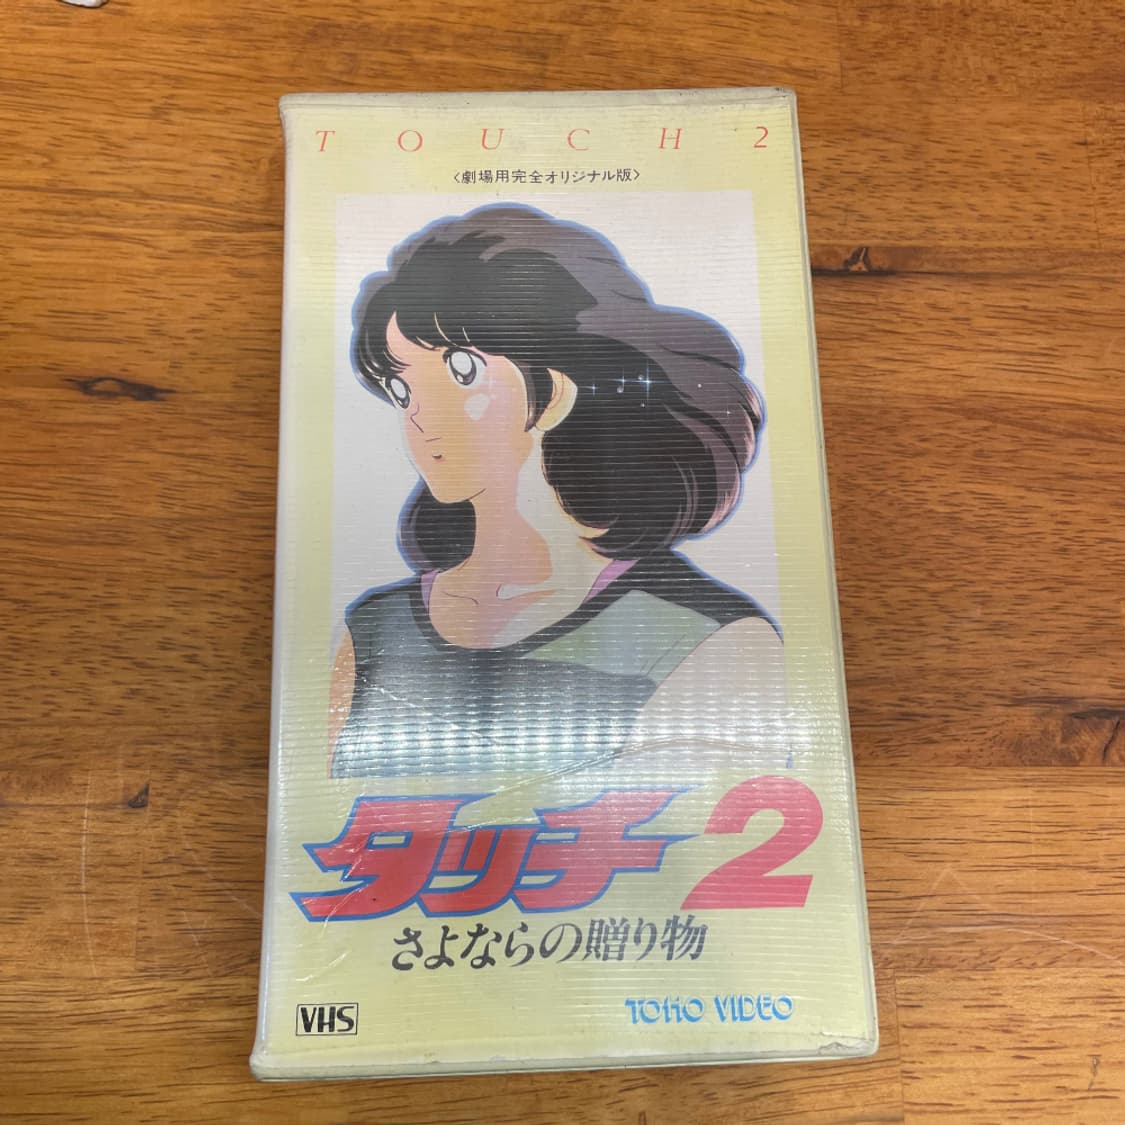 TOUCH 2
〈劇場用完全オリジナル版〉
タッチ2
さよならの贈り物
VHS
TOHO VIDEO